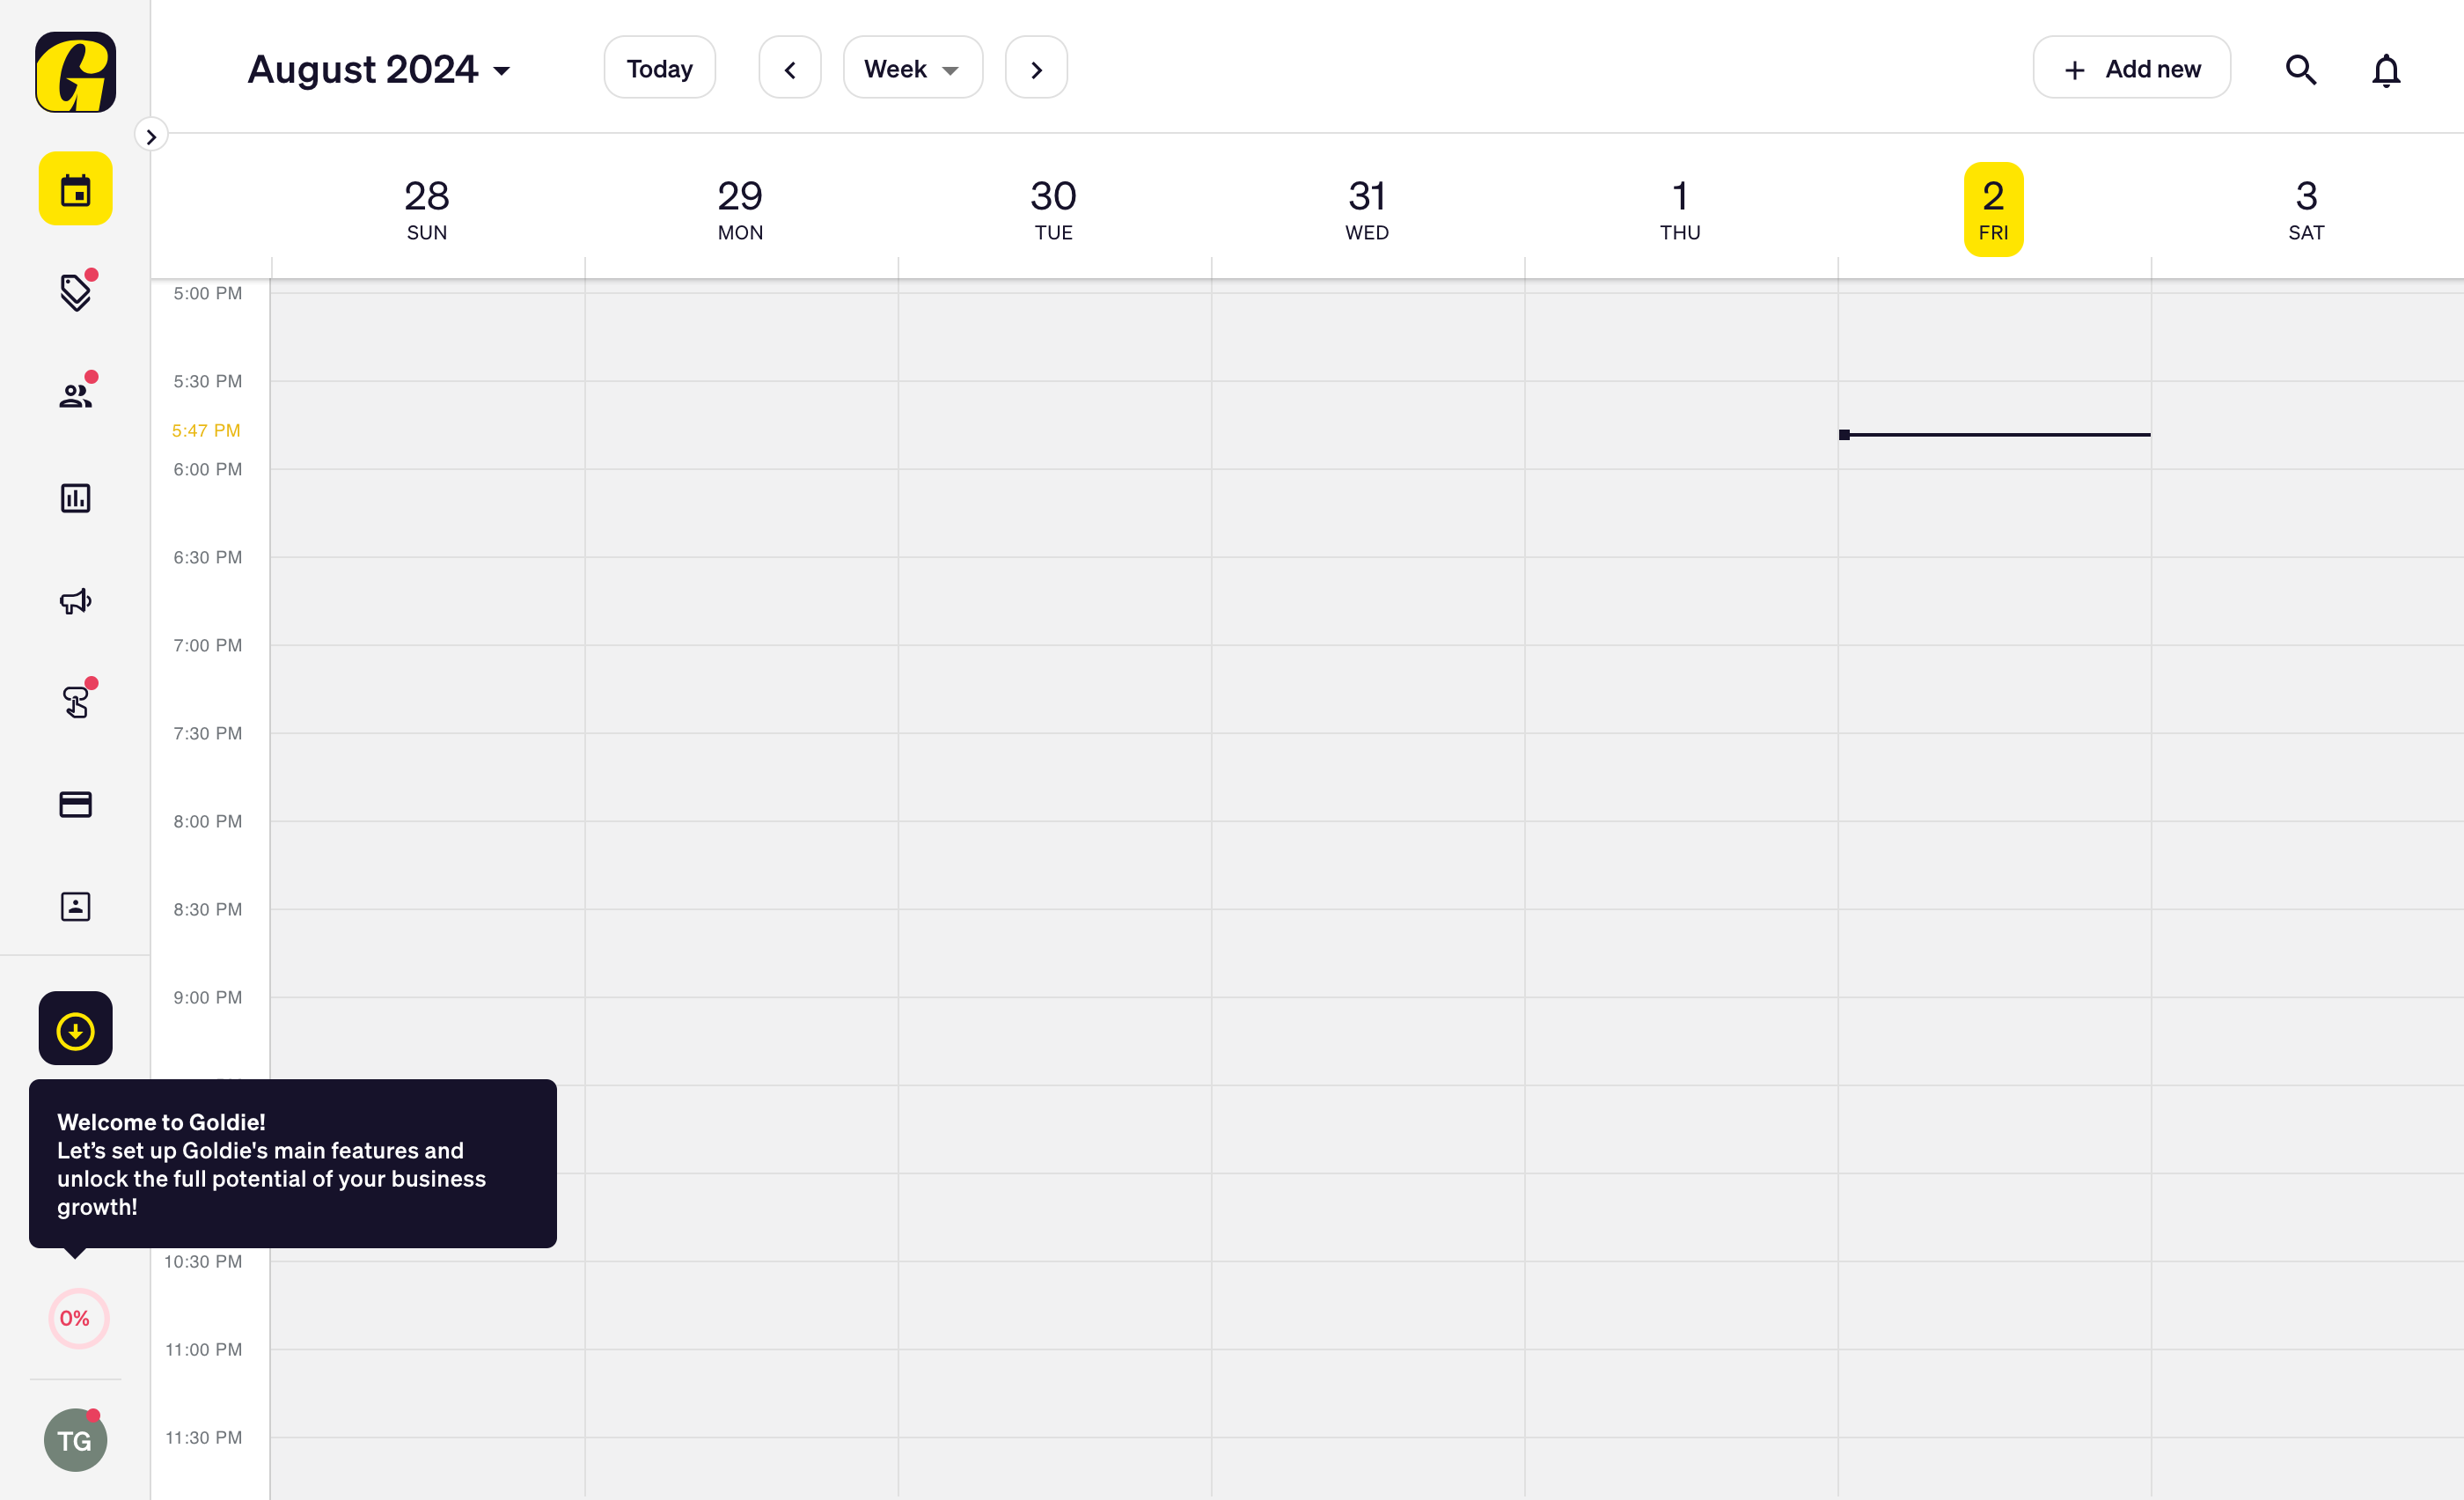 G
August 2024
Today
Week
Add new
28
SUN
29
MON
30
TUE
31
WED
1
THU
2
FRI
3
SAT
5:00 PM
5:30 PM
5:47 PM
6:00 PM
6:30 PM
7:00 PM
7:30 PM
8:00 PM
8:30 PM
9:00 PM
Welcome to Goldie!
Let’s set up Goldie's main features and
unlock the full potential of your business
growth!
10:30 PM
11:00 PM
11:30 PM
0%
TG